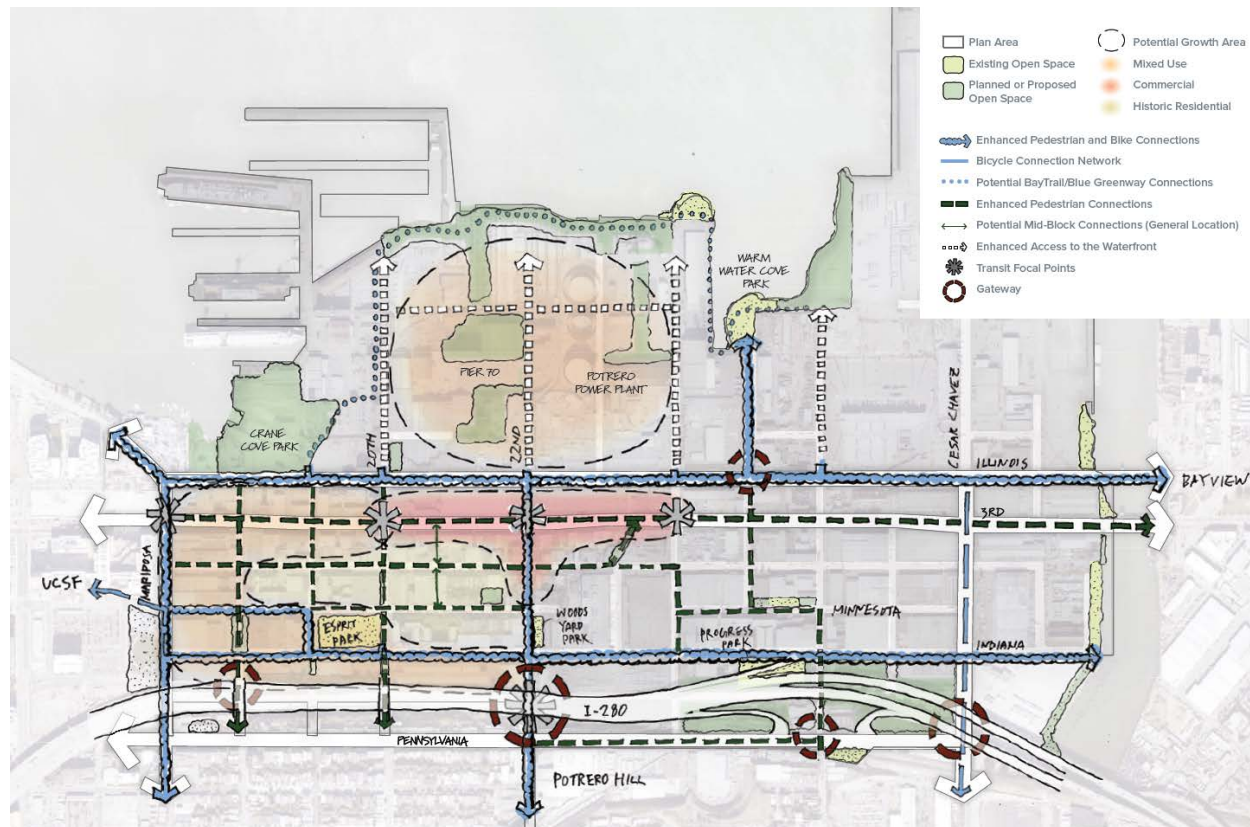 Plan Area
Existing Open Space
Planned or Proposed
Open Space
Potential Growth Area
Mixed Use
Commercial
Historic Residential
Enhanced Pedestrian and Bike Connections
Bicycle Connection Network
Potential BayTrail/Blue Greenway Connections
Enhanced Pedestrian Connections
Potential Mid-Block Connections (General Location)
Enhanced Access to the Waterfront
Transit Focal Points
Gateway
WARM
WATER COVE
PARK
PIER 70
POTRERO
POWER PLANT
CRANE
COVE PARK
20TH
22ND
CESAR CHAVEZ
ILLINOIS
BAYVIEW
3RD
MARIPOSA
UCSF
ESPRIT
PARK
WOODS
YARD
PARK
MINNESOTA
PROGRESS
PARK
INDIANA
I-280
PENNSYLVANIA
POTRERO HILL